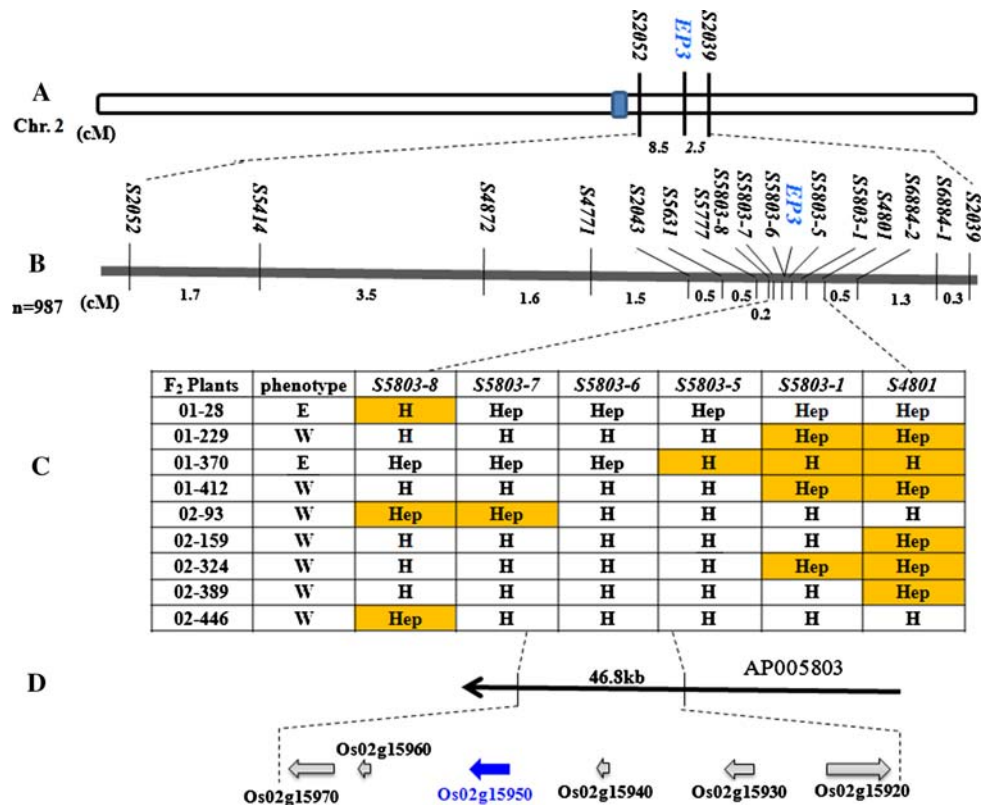 S2052 EP3 S2039
A
Chr. 2 (cM)
8.5 2.5
S2052 S5414 S4872 S4771 S2043 S5631 S5777 S5803-8 S5803-7 S5803-6 EP3 S5803-5 S5803-1 S4801 S6884-2 S6884-1 S2039
B
n=987 (cM)
1.7 3.5 1.6 1.5 0.5 0.5 0.2 0.5 1.3 0.3
C
F2 Plants phenotype S5803-8 S5803-7 S5803-6 S5803-5 S5803-1 S4801
01-28 E H Hep Hep Hep Hep Hep
01-229 W H H H H Hep Hep
01-370 E Hep Hep Hep H H H
01-412 W H H H H Hep Hep
02-93 W Hep Hep H H H H
02-159 W H H H H H Hep
02-324 W H H H H Hep Hep
02-389 W H H H H H Hep
02-446 W Hep H H H H H
D
46.8kb AP005803
Os02g15960
Os02g15970 Os02g15950 Os02g15940 Os02g15930 Os02g15920